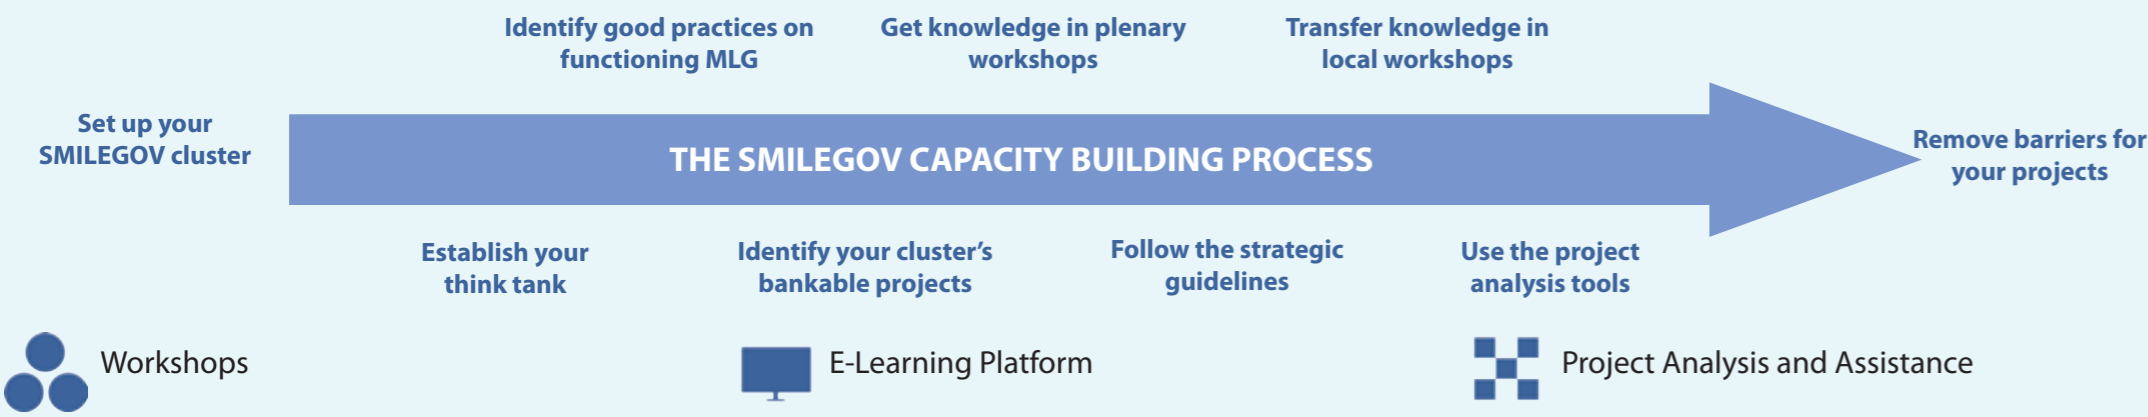 Identify good practices on
functioning MLG
Get knowledge in plenary
workshops
Transfer knowledge in
local workshops
Set up your
SMILEGOV cluster
THE SMILEGOV CAPACITY BUILDING PROCESS
Remove barriers for
your projects
Establish your
think tank
Identify your cluster’s
bankable projects
Follow the strategic
guidelines
Use the project
analysis tools
Workshops
E-Learning Platform
Project Analysis and Assistance